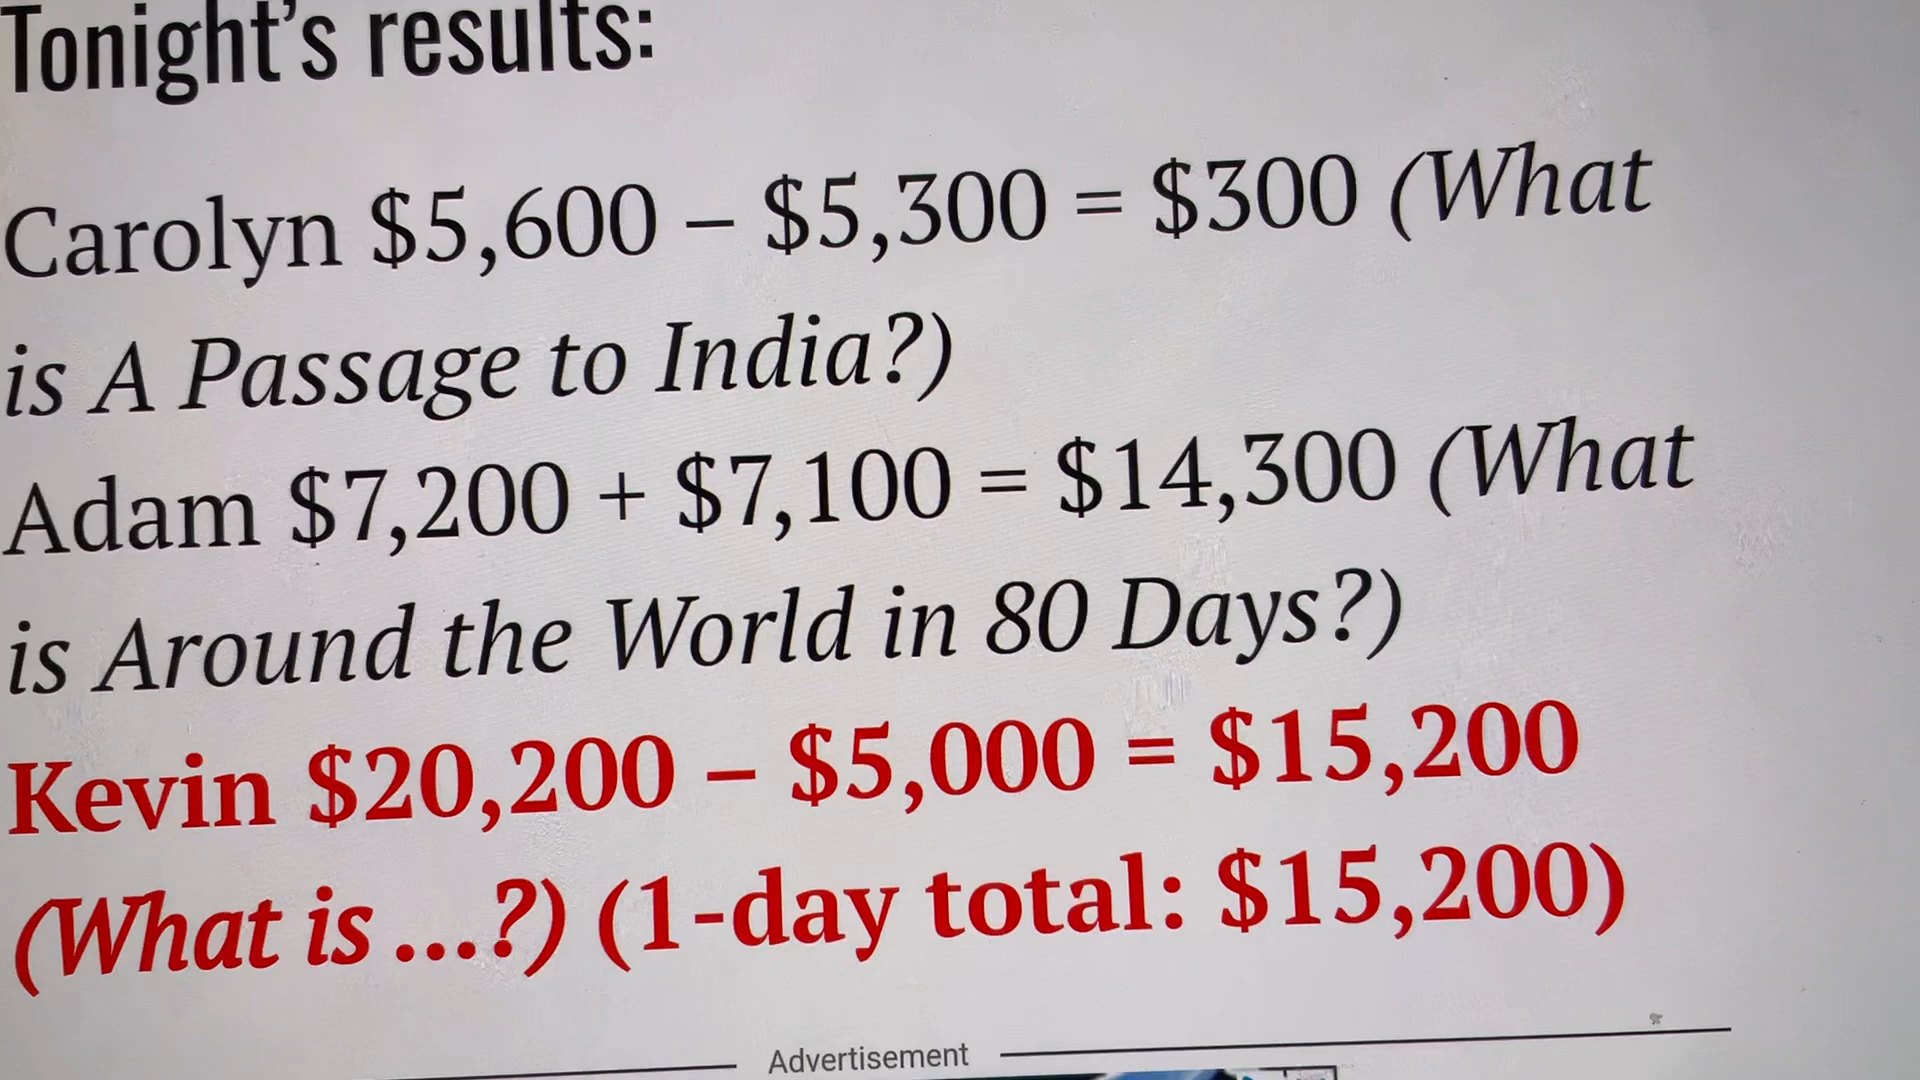 Tonight's results:
Carolyn $5,600 – $5,300 = $300 (What
is A Passage to India?)
Adam $7,200 + $7,100 = $14,300 (What
is Around the World in 80 Days?)
Kevin $20,200 – $5,000 = $15,200
(What is ...?) (1-day total: $15,200)
Advertisement